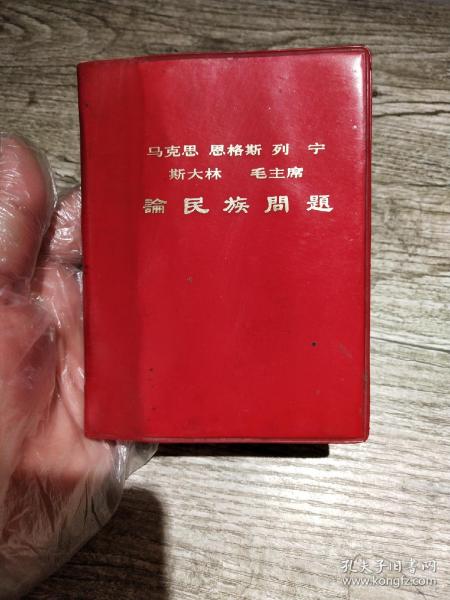 马克思 恩格斯 列 宁
斯大林 毛主席
論民族問題
孔夫子旧书网
www.kongfz.com